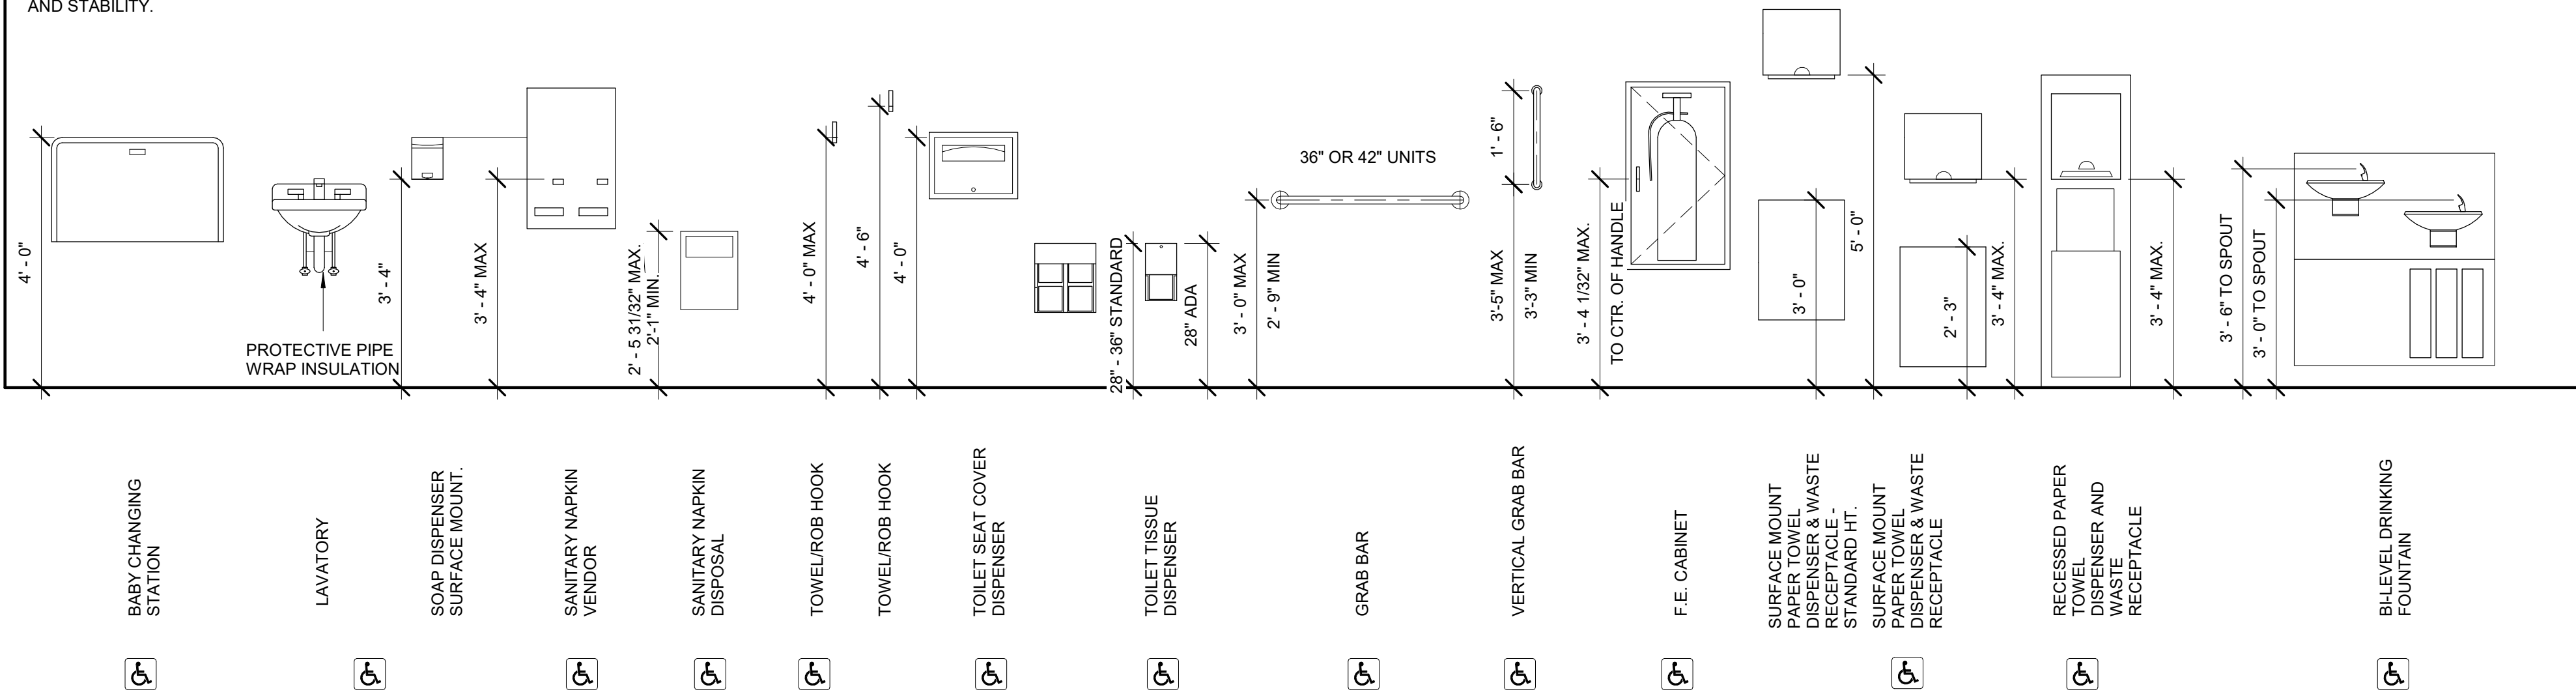 AND STABILITY.
4' - 0"
PROTECTIVE PIPE
WRAP INSULATION
3' - 4"
3' - 4" MAX
2' - 5 31/32" MAX.
2'-1" MIN.
4' - 0" MAX
4' - 6"
4' - 0"
28" - 36" STANDARD
28" ADA
3' - 0" MAX
2' - 9" MIN
36" OR 42" UNITS
1' - 6"
3'-5" MAX
3'-3" MIN
3' - 4 1/32" MAX.
TO CTR. OF HANDLE
3' - 0"
5' - 0"
2' - 3"
3' - 4" MAX.
3' - 4" MAX.
3' - 6" TO SPOUT
3' - 0" TO SPOUT
BABY CHANGING
STATION
LAVATORY
SOAP DISPENSER
SURFACE MOUNT.
SANITARY NAPKIN
VENDOR
SANITARY NAPKIN
DISPOSAL
TOWEL/ROB HOOK
TOWEL/ROB HOOK
TOILET SEAT COVER
DISPENSER
TOILET TISSUE
DISPENSER
GRAB BAR
VERTICAL GRAB BAR
F.E. CABINET
SURFACE MOUNT
PAPER TOWEL
DISPENSER & WASTE
RECEPTACLE -
STANDARD HT.
SURFACE MOUNT
PAPER TOWEL
DISPENSER & WASTE
RECEPTACLE
RECESSED PAPER
TOWEL
DISPENSER AND
WASTE
RECEPTACLE
BI-LEVEL DRINKING
FOUNTAIN